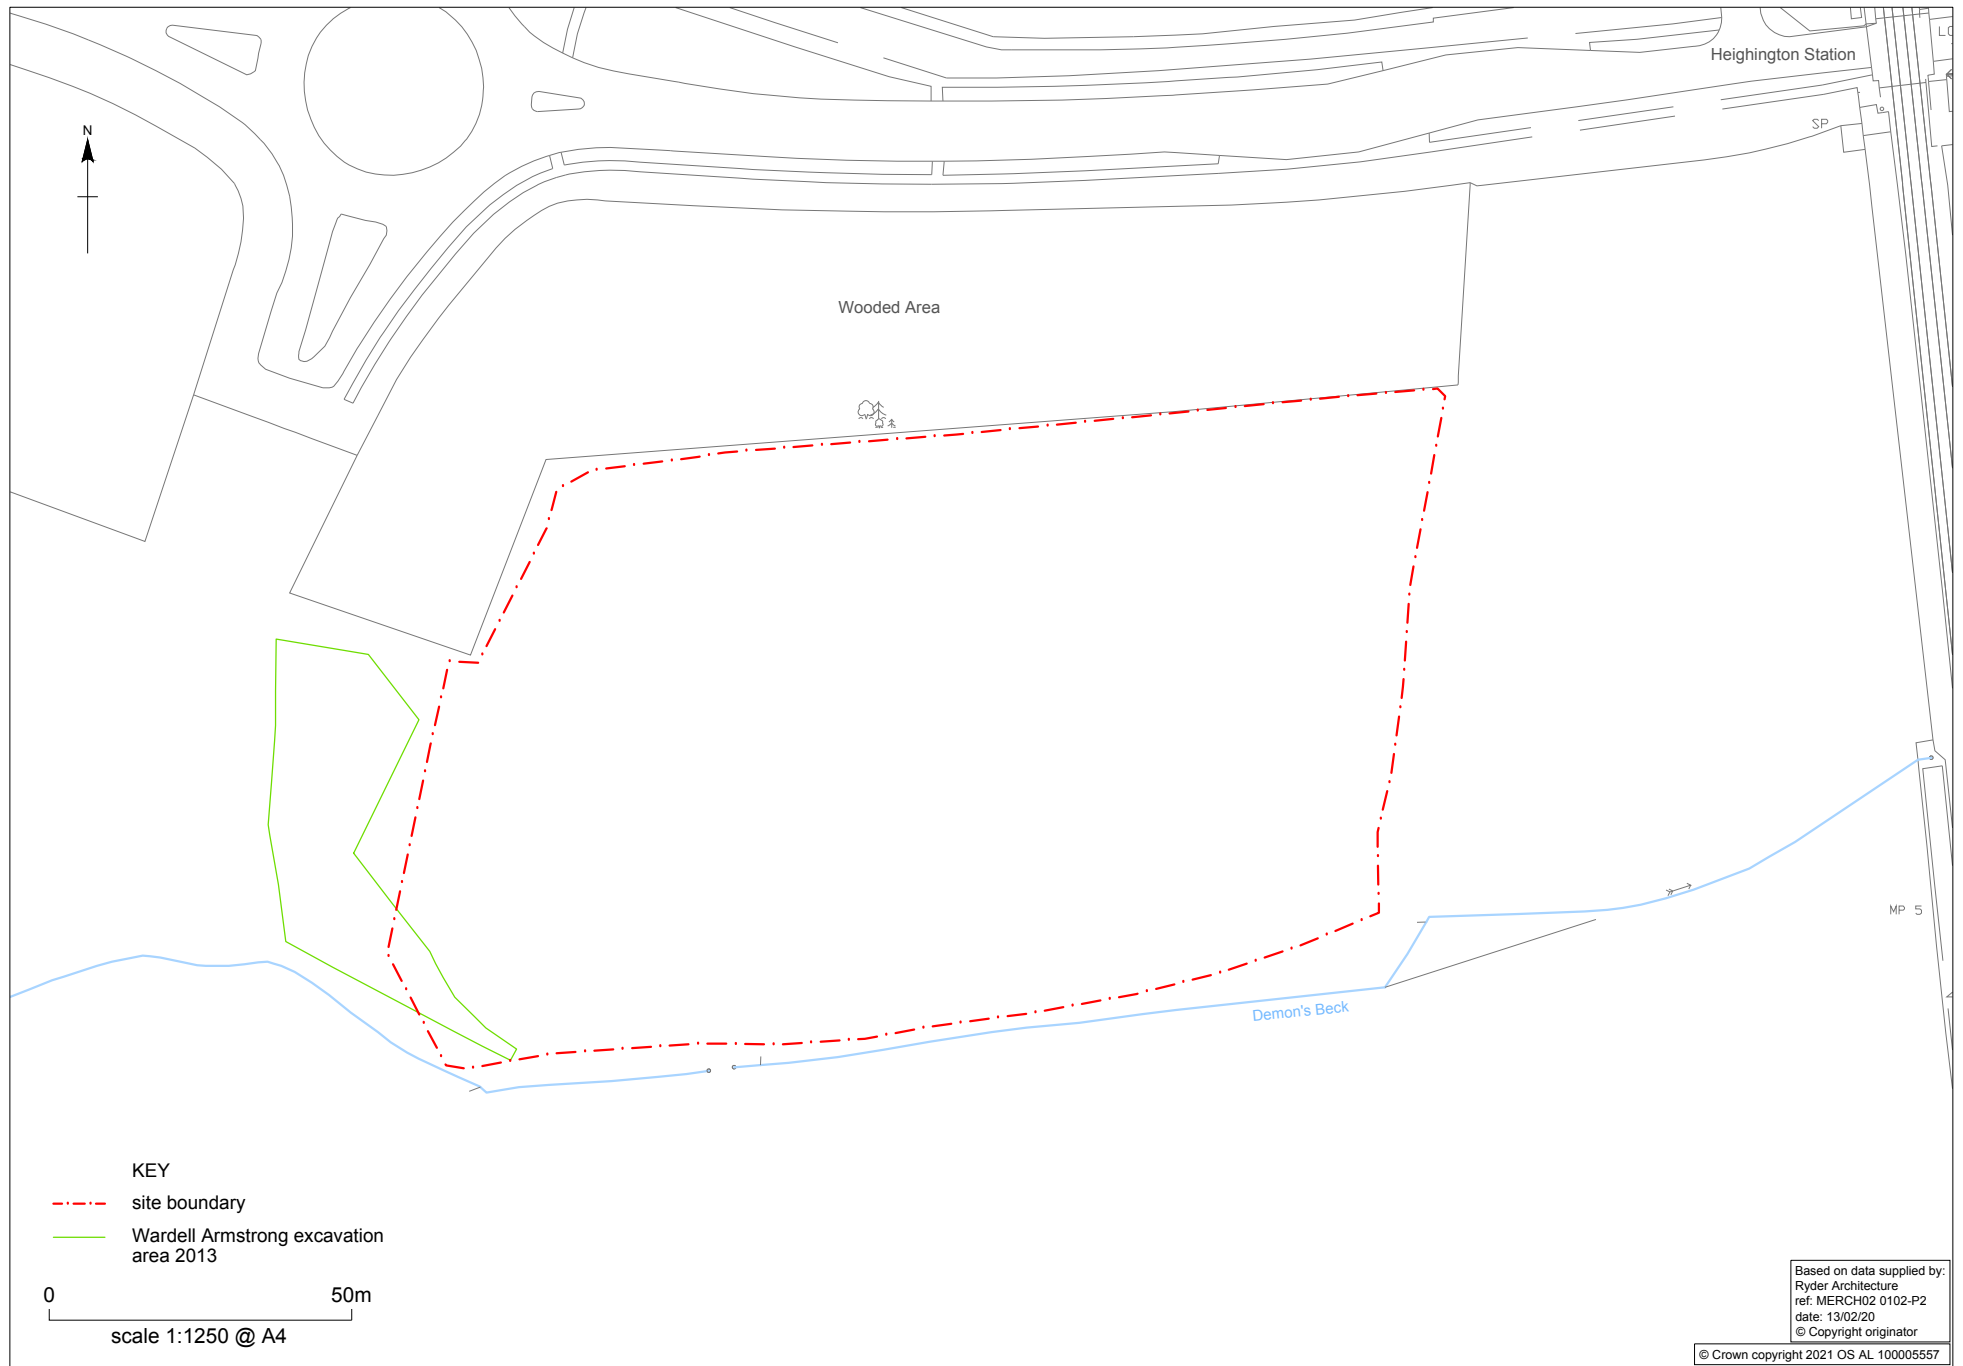 Heighington Station
N
SP
Wooded Area
MP 5
Demon's Beck
KEY
site boundary
Wardell Armstrong excavation
area 2013
0 50m
scale 1:1250 @ A4
Based on data supplied by:
Ryder Architecture
ref: MERCH02 0102-P2
date: 13/02/20
© Copyright originator
© Crown copyright 2021 OS AL 100005557